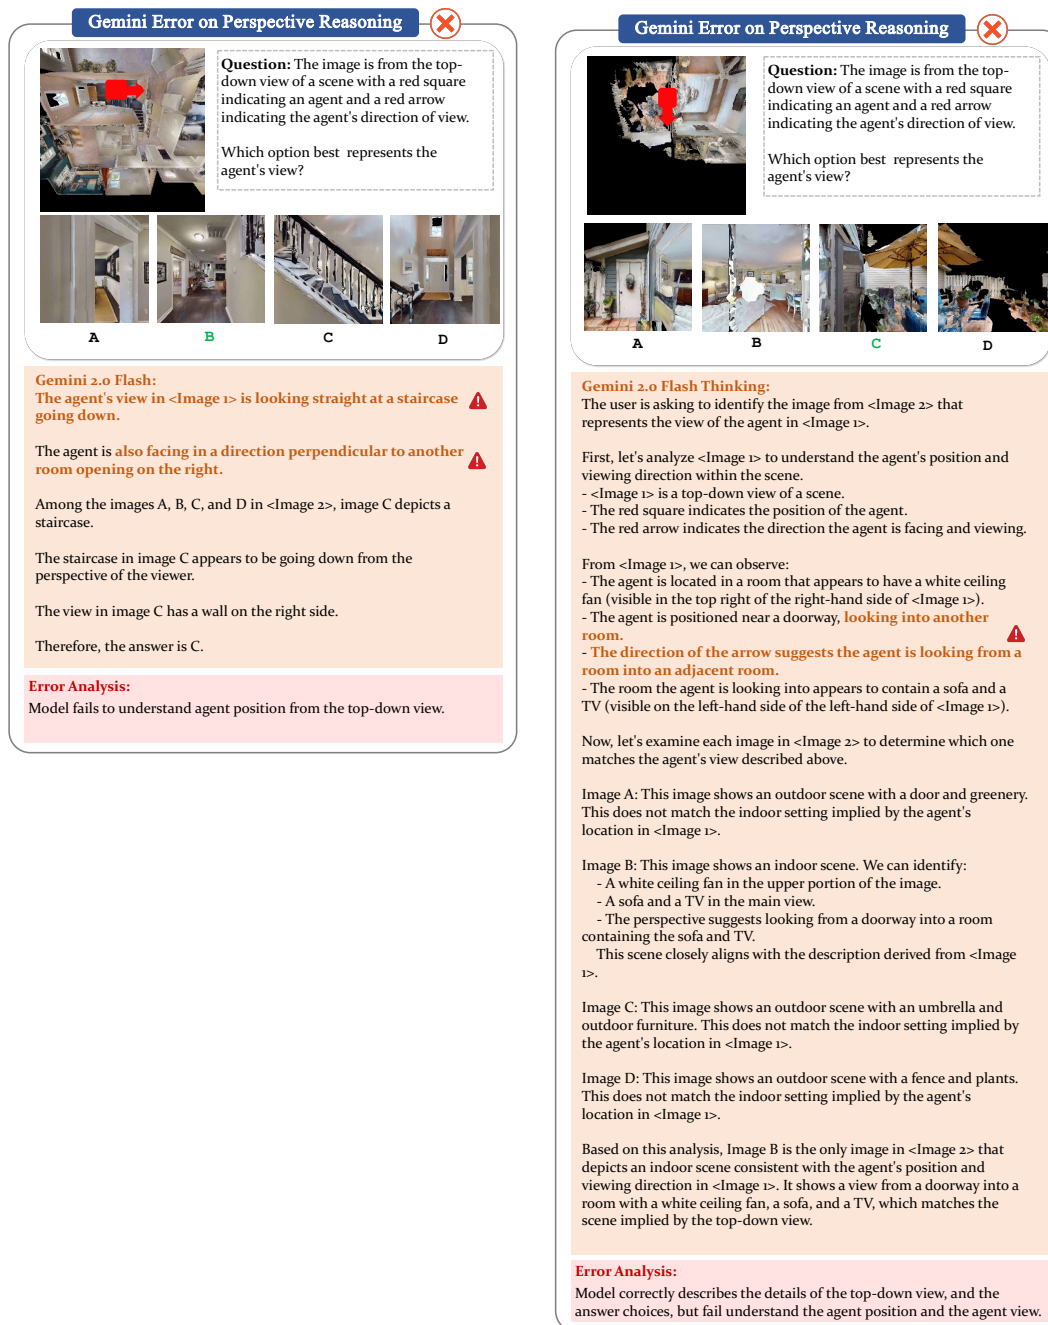 Gemini Error on Perspective Reasoning
Question: The image is from the top-
down view of a scene with a red square
indicating an agent and a red arrow
indicating the agent's direction of view.
Which option best represents the
agent's view?
A
B
C
D
Gemini 2.0 Flash:
The agent's view in <Image 1> is looking straight at a staircase
going down.
The agent is also facing in a direction perpendicular to another
room opening on the right.
Among the images A, B, C, and D in <Image 2>, image C depicts a
staircase.
The staircase in image C appears to be going down from the
perspective of the viewer.
The view in image C has a wall on the right side.
Therefore, the answer is C.
Error Analysis:
Model fails to understand agent position from the top-down view.
Gemini Error on Perspective Reasoning
Question: The image is from the top-
down view of a scene with a red square
indicating an agent and a red arrow
indicating the agent's direction of view.
Which option best represents the
agent's view?
A
B
C
D
Gemini 2.0 Flash Thinking:
The user is asking to identify the image from <Image 2> that
represents the view of the agent in <Image 1>.
First, let's analyze <Image 1> to understand the agent's position and
viewing direction within the scene.
- <Image 1> is a top-down view of a scene.
- The red square indicates the position of the agent.
- The red arrow indicates the direction the agent is facing and viewing.
From <Image 1>, we can observe:
- The agent is located in a room that appears to have a white ceiling
fan (visible in the top right of the right-hand side of <Image 1>).
- The agent is positioned near a doorway, looking into another
room.
- The direction of the arrow suggests the agent is looking from a
room into an adjacent room.
- The room the agent is looking into appears to contain a sofa and a
TV (visible on the left-hand side of the left-hand side of <Image 1>).
Now, let's examine each image in <Image 2> to determine which one
matches the agent's view described above.
Image A: This image shows an outdoor scene with a door and greenery.
This does not match the indoor setting implied by the agent's
location in <Image 1>.
Image B: This image shows an indoor scene. We can identify:
- A white ceiling fan in the upper portion of the image.
- A sofa and a TV in the main view.
- The perspective suggests looking from a doorway into a room
containing the sofa and TV.
This scene closely aligns with the description derived from <Image
1>.
Image C: This image shows an outdoor scene with an umbrella and
outdoor furniture. This does not match the indoor setting implied by
the agent's location in <Image 1>.
Image D: This image shows an outdoor scene with a fence and plants.
This does not match the indoor setting implied by the agent's
location in <Image 1>.
Based on this analysis, Image B is the only image in <Image 2> that
depicts an indoor scene consistent with the agent's position and
viewing direction in <Image 1>. It shows a view from a doorway into a
room with a white ceiling fan, a sofa, and a TV, which matches the
scene implied by the top-down view.
Error Analysis:
Model correctly describes the details of the top-down view, and the
answer choices, but fail understand the agent position and the agent view.